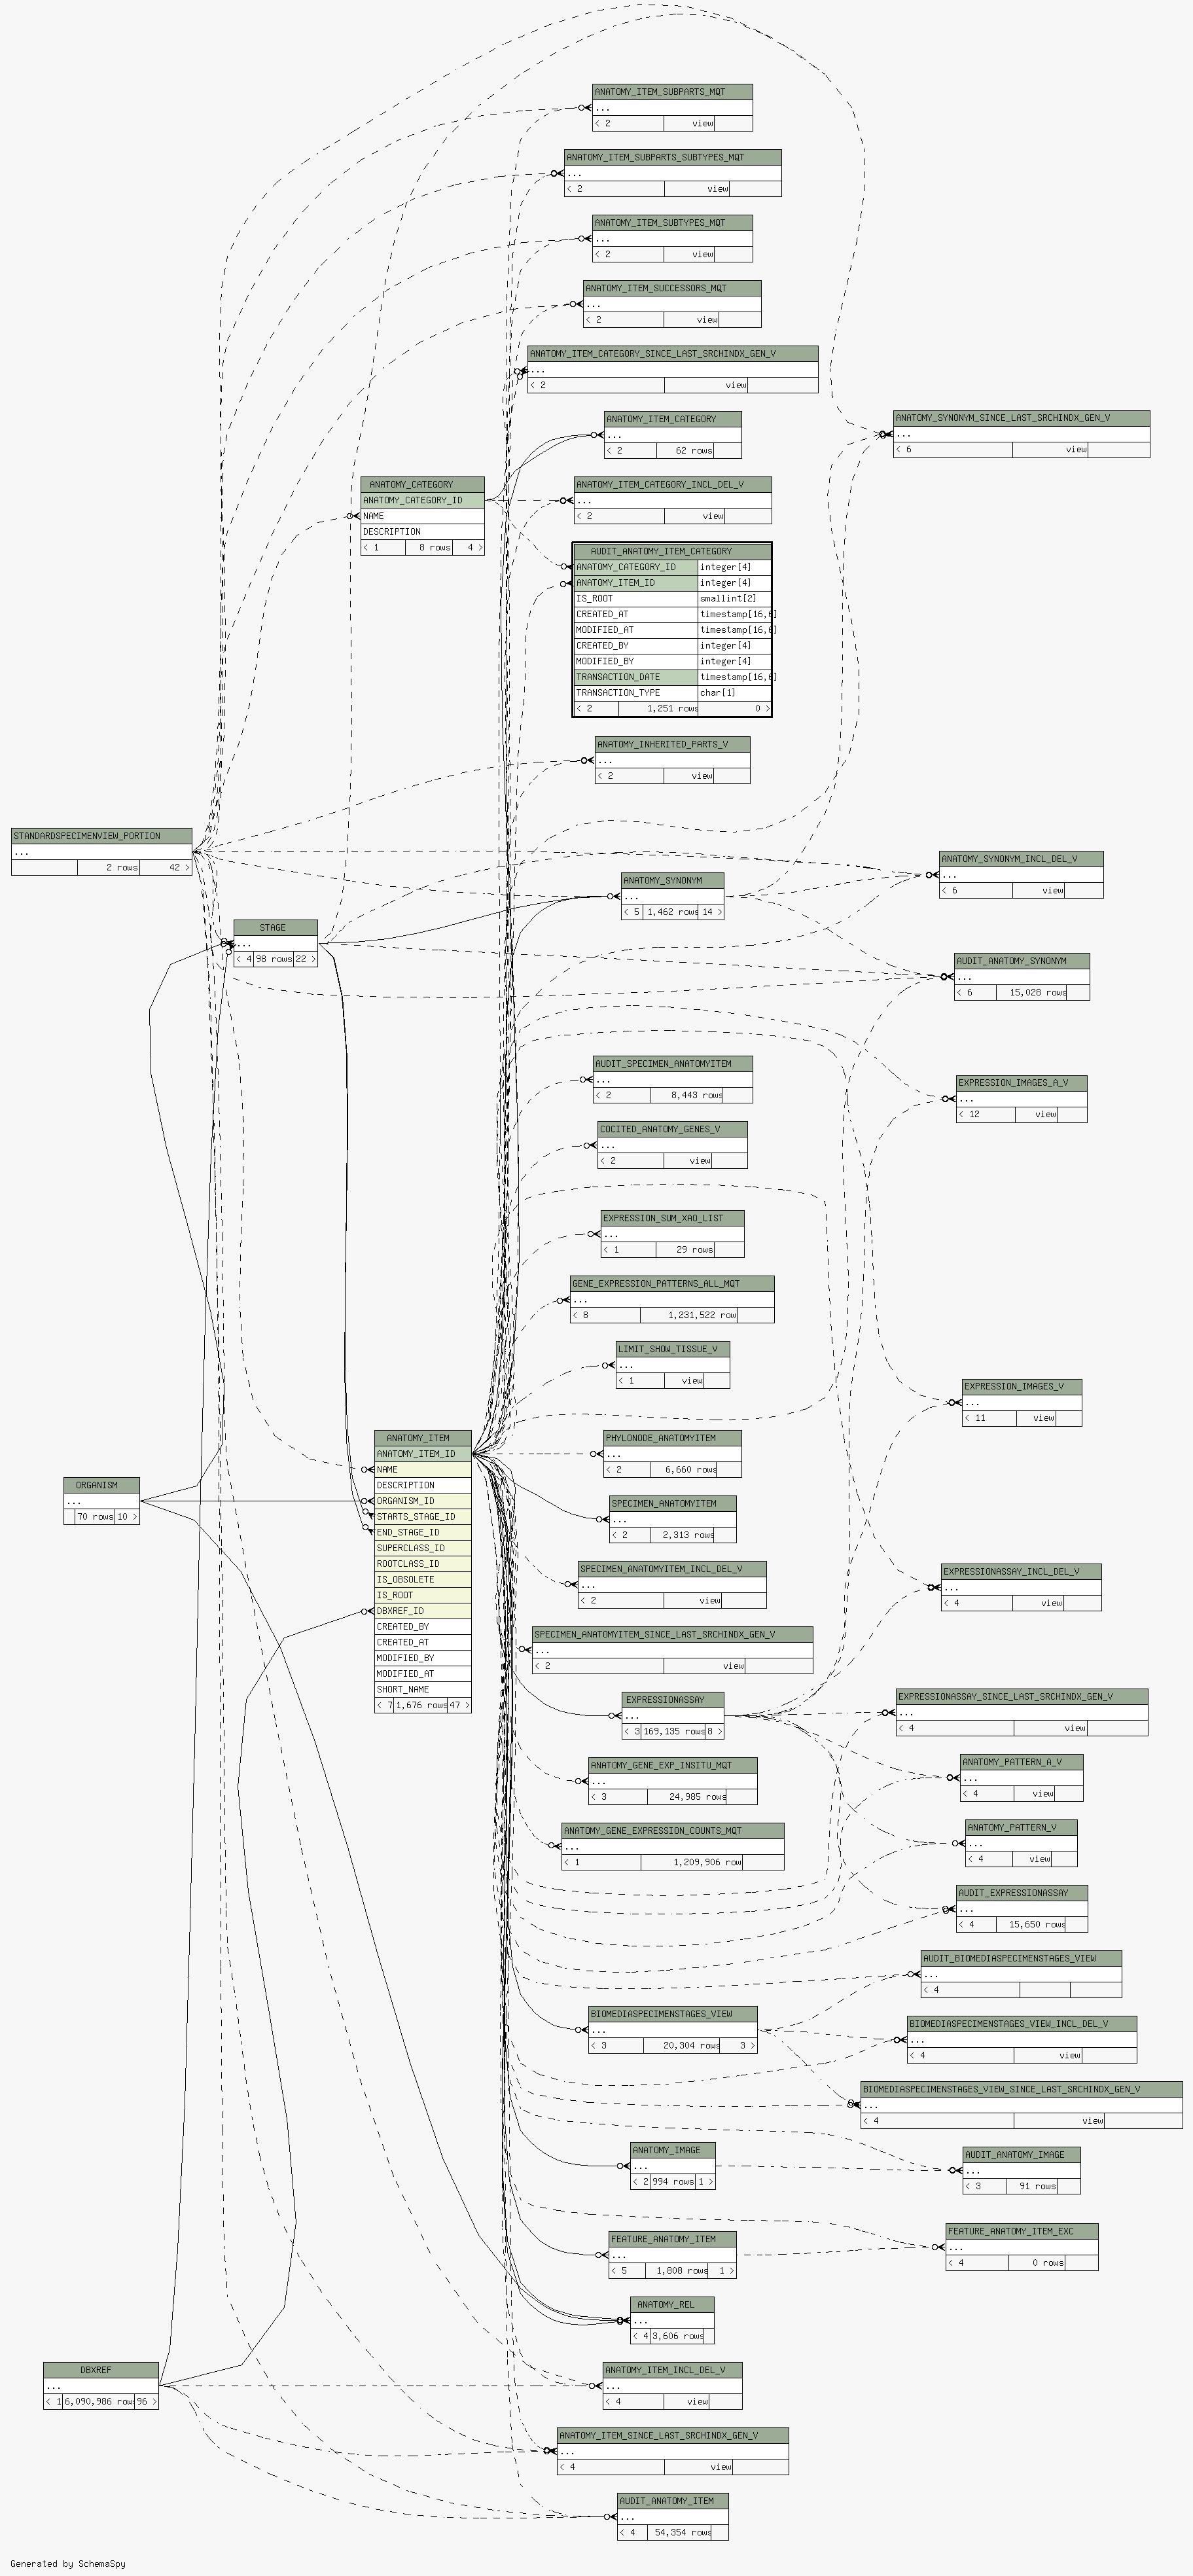 ANATOMY_ITEM_SUBPARTS_MQT
...
< 2 view
ANATOMY_ITEM_SUBPARTS_SUBTYPES_MQT
...
< 2 view
ANATOMY_ITEM_SUBTYPES_MQT
...
< 2 view
ANATOMY_ITEM_SUCCESSORS_MQT
...
< 2 view
ANATOMY_ITEM_CATEGORY_SINCE_LAST_SRCHINDX_GEN_V
...
< 2 view
ANATOMY_ITEM_CATEGORY
...
< 2 62 rows
ANATOMY_SYNONYM_SINCE_LAST_SRCHINDX_GEN_V
...
< 6 view
ANATOMY_CATEGORY
ANATOMY_CATEGORY_ID
NAME
DESCRIPTION
< 1 8 rows 4 >
ANATOMY_ITEM_CATEGORY_INCL_DEL_V
...
< 2 view
AUDIT_ANATOMY_ITEM_CATEGORY
ANATOMY_CATEGORY_ID integer[4]
ANATOMY_ITEM_ID integer[4]
IS_ROOT smallint[2]
CREATED_AT timestamp[16,6]
MODIFIED_AT timestamp[16,6]
CREATED_BY integer[4]
MODIFIED_BY integer[4]
TRANSACTION_DATE timestamp[16,6]
TRANSACTION_TYPE char[1]
< 2 1,251 rows 0 >
ANATOMY_INHERITED_PARTS_V
...
< 2 view
STANDARDSPECIMENVIEW_PORTION
...
2 rows 42 >
ANATOMY_SYNONYM
...
< 5 1,462 rows 14 >
ANATOMY_SYNONYM_INCL_DEL_V
...
< 6 view
STAGE
...
< 4 98 rows 22 >
AUDIT_ANATOMY_SYNONYM
...
< 6 15,028 rows
AUDIT_SPECIMEN_ANATOMYITEM
...
< 2 8,443 rows
EXPRESSION_IMAGES_A_V
...
< 12 view
COCITED_ANATOMY_GENES_V
...
< 2 view
EXPRESSION_SUM_XAO_LIST
...
< 1 29 rows
GENE_EXPRESSION_PATTERNS_ALL_MQT
...
< 8 1,231,522 row
LIMIT_SHOW_TISSUE_V
...
< 1 view
EXPRESSION_IMAGES_V
...
< 11 view
ANATOMY_ITEM
ANATOMY_ITEM_ID
NAME
DESCRIPTION
ORGANISM_ID
STARTS_STAGE_ID
END_STAGE_ID
SUPERCLASS_ID
ROOTCLASS_ID
IS_OBSOLETE
IS_ROOT
DBXREF_ID
CREATED_BY
CREATED_AT
MODIFIED_BY
MODIFIED_AT
SHORT_NAME
< 7 1,676 rows 47 >
PHYLONODE_ANATOMYITEM
...
< 2 6,660 rows
ORGANISM
...
70 rows 10 >
SPECIMEN_ANATOMYITEM
...
< 2 2,313 rows
SPECIMEN_ANATOMYITEM_INCL_DEL_V
...
< 2 view
EXPRESSIONASSAY_INCL_DEL_V
...
< 4 view
SPECIMEN_ANATOMYITEM_SINCE_LAST_SRCHINDX_GEN_V
...
< 2 view
EXPRESSIONASSAY
...
< 3 169,135 rows 8 >
EXPRESSIONASSAY_SINCE_LAST_SRCHINDX_GEN_V
...
< 4 view
ANATOMY_GENE_EXP_INSITU_MQT
...
< 3 24,985 rows
ANATOMY_PATTERN_A_V
...
< 4 view
ANATOMY_GENE_EXPRESSION_COUNTS_MQT
...
< 1 1,209,906 row
ANATOMY_PATTERN_V
...
< 4 view
AUDIT_EXPRESSIONASSAY
...
< 4 15,650 rows
AUDIT_BIOMEDIASPECIMENSTAGES_VIEW
...
< 4
BIOMEDIASPECIMENSTAGES_VIEW
...
< 3 20,304 rows 3 >
BIOMEDIASPECIMENSTAGES_VIEW_INCL_DEL_V
...
< 4 view
BIOMEDIASPECIMENSTAGES_VIEW_SINCE_LAST_SRCHINDX_GEN_V
...
< 4 view
ANATOMY_IMAGE
...
< 2 994 rows 1 >
AUDIT_ANATOMY_IMAGE
...
< 3 91 rows
FEATURE_ANATOMY_ITEM
...
< 5 1,808 rows 1 >
FEATURE_ANATOMY_ITEM_EXC
...
< 4 0 rows
ANATOMY_REL
...
< 4 3,606 rows
DBXREF
...
< 1 6,090,986 row 96 >
ANATOMY_ITEM_INCL_DEL_V
...
< 4 view
ANATOMY_ITEM_SINCE_LAST_SRCHINDX_GEN_V
...
< 4 view
AUDIT_ANATOMY_ITEM
...
< 4 54,354 rows
Generated by SchemaSpy